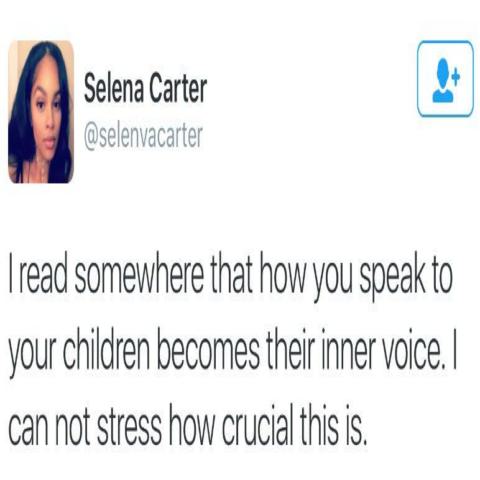 Selena Carter
@selenvacarter
I read somewhere that how you speak to
your children becomes their inner voice. I
can not stress how crucial this is.